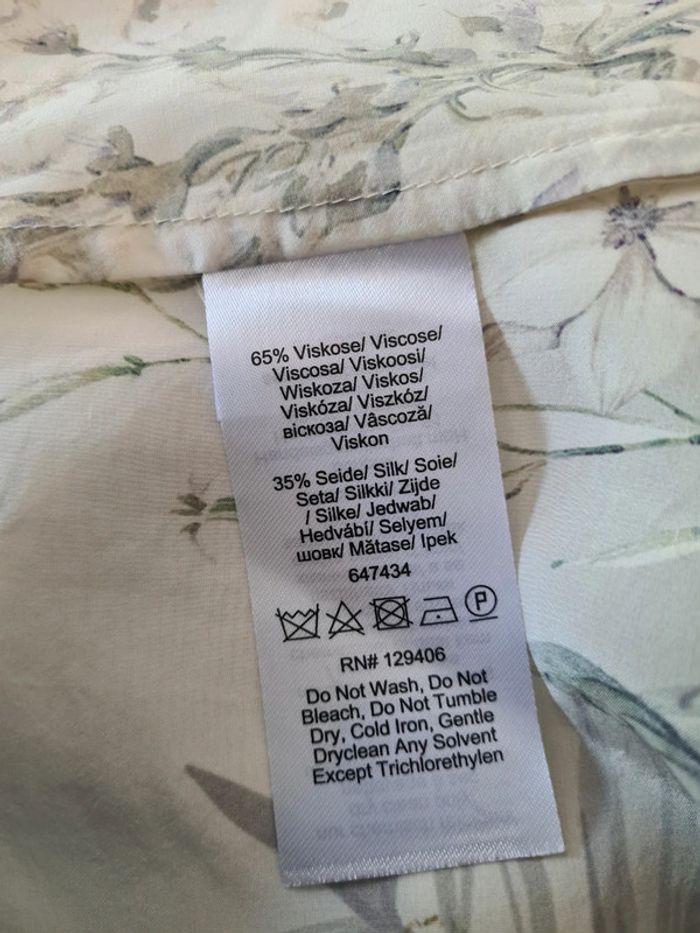 65% Viskose/ Viscose/
Viscosa/ Viskoosi/
Wiskoza/ Viskos/
Viskóza/ Viszkóz/
віскоза/ Vâscoză/
Viskon
35% Seide/ Silk/ Soie/
Seta/ Silkki/ Zijde
/ Silke/ Jedwab/
Hedvábí/ Selyem/
шовк/ Mătase/ Ipek
647434
P
RN# 129406
Do Not Wash, Do Not
Bleach, Do Not Tumble
Dry, Cold Iron, Gentle
Dryclean Any Solvent
Except Trichlorethylen